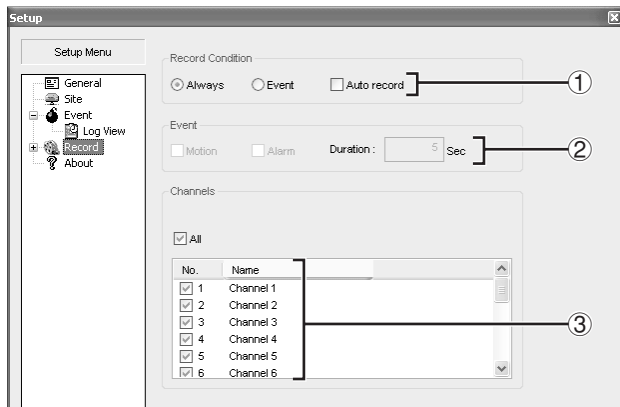 Setup
Setup Menu
General
Site
Event
Log View
Record
About
Record Condition
Always Event Auto record
①
Event
Motion Alarm Duration : 5 Sec
②
Channels
All
No. Name
1 Channel 1
2 Channel 2
3 Channel 3
4 Channel 4
5 Channel 5
6 Channel 6
③